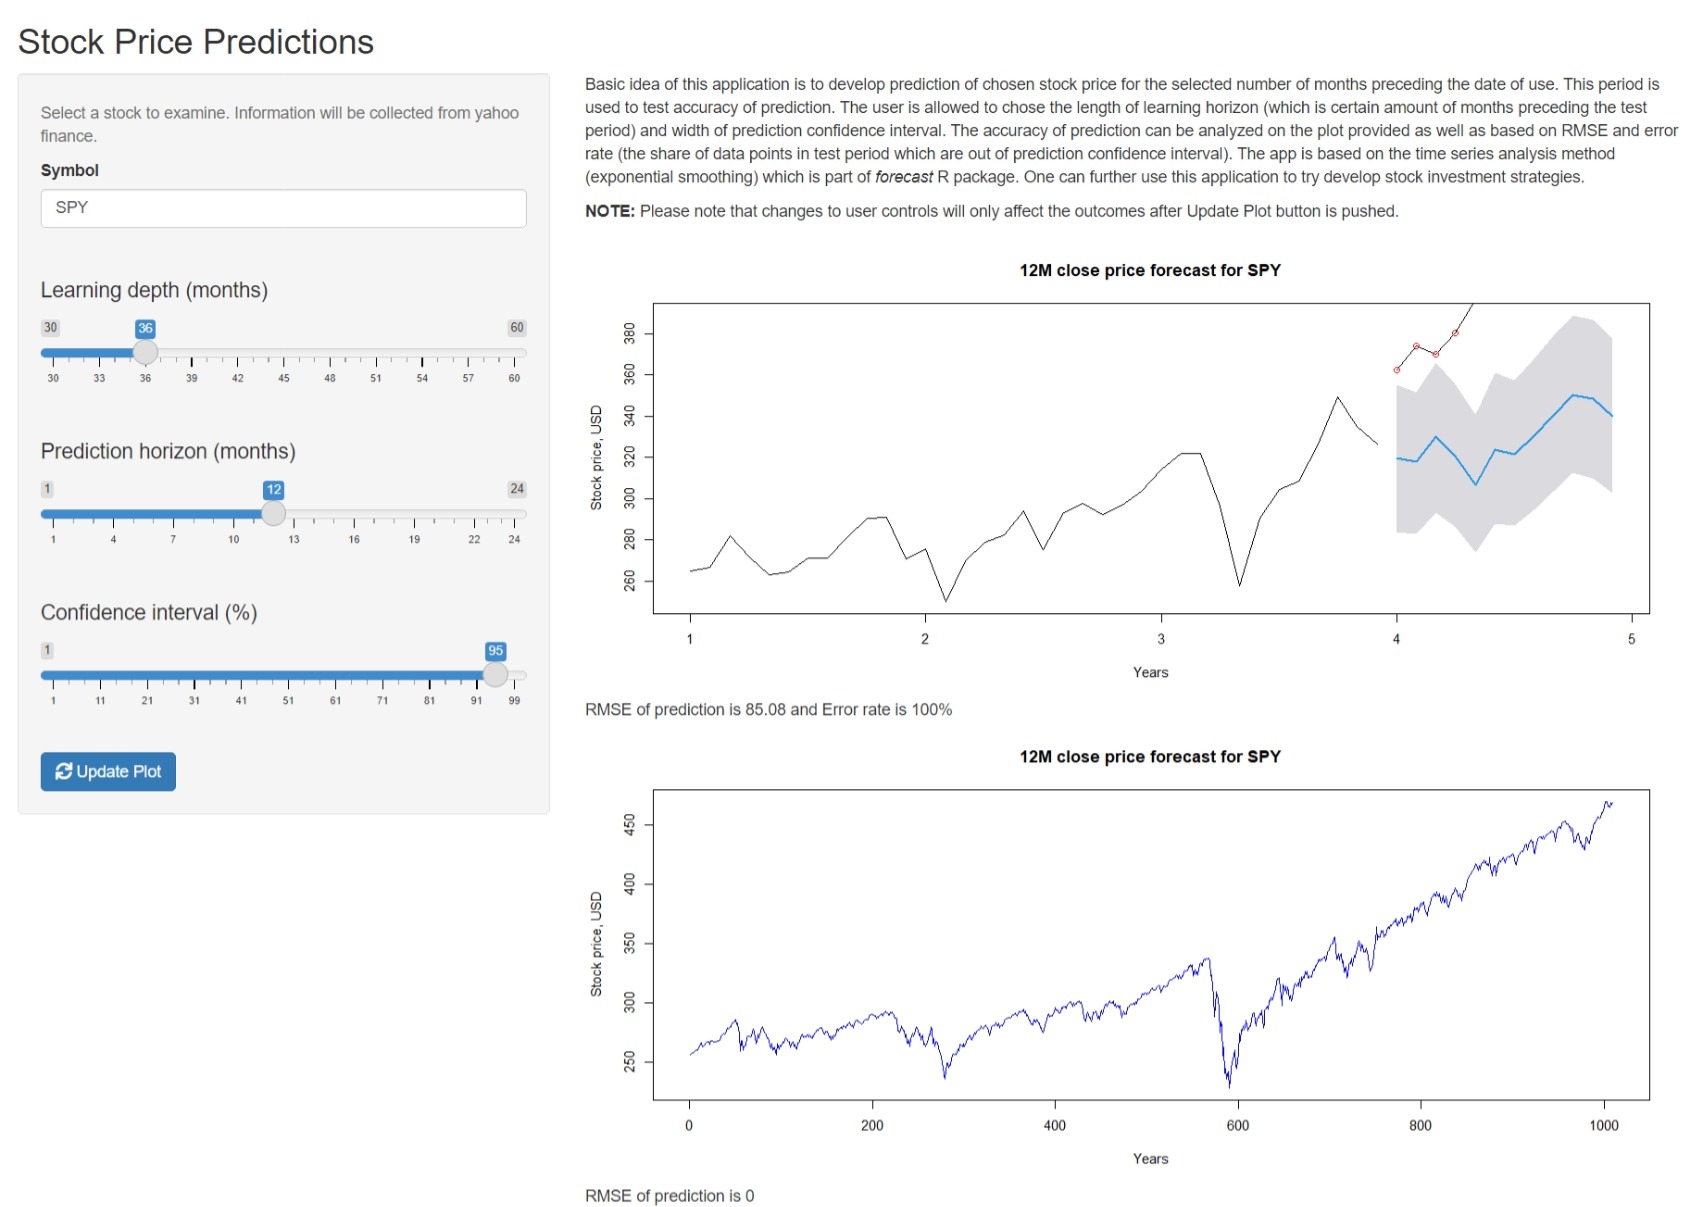 Stock Price Predictions
Select a stock to examine. Information will be collected from yahoo
finance.
Symbol
SPY
Learning depth (months)
30 36 60
30 33 36 39 42 45 48 51 54 57 60
Prediction horizon (months)
1 12 24
1 4 7 10 13 16 19 22 24
Confidence interval (%)
1 95
1 11 21 31 41 51 61 71 81 91 99
Update Plot
Basic idea of this application is to develop prediction of chosen stock price for the selected number of months preceding the date of use. This period is
used to test accuracy of prediction. The user is allowed to chose the length of learning horizon (which is certain amount of months preceding the test
period) and width of prediction confidence interval. The accuracy of prediction can be analyzed on the plot provided as well as based on RMSE and error
rate (the share of data points in test period which are out of prediction confidence interval). The app is based on the time series analysis method
(exponential smoothing) which is part of forecast R package. One can further use this application to try develop stock investment strategies.
NOTE: Please note that changes to user controls will only affect the outcomes after Update Plot button is pushed.
12M close price forecast for SPY
Stock price, USD
380
360
340
320
300
280
260
1 2 3 4 5
Years
RMSE of prediction is 85.08 and Error rate is 100%
12M close price forecast for SPY
Stock price, USD
450
400
350
300
250
0 200 400 600 800 1000
Years
RMSE of prediction is 0